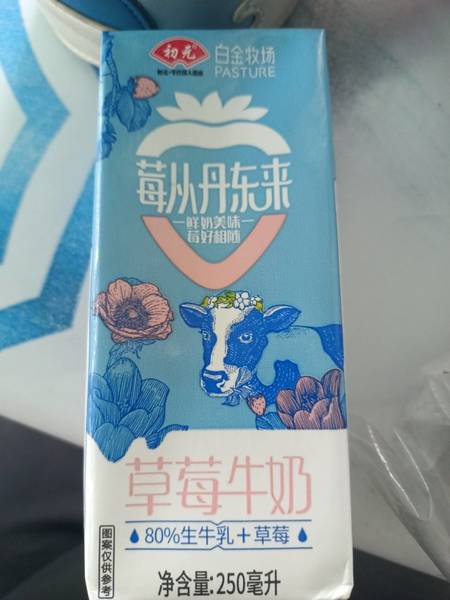 初元
白金牧场
PASTURE
莓从丹东来
鲜奶美味
莓好相随
草莓牛奶
80%生牛乳+草莓
图案仅供参考
净含量:250毫升